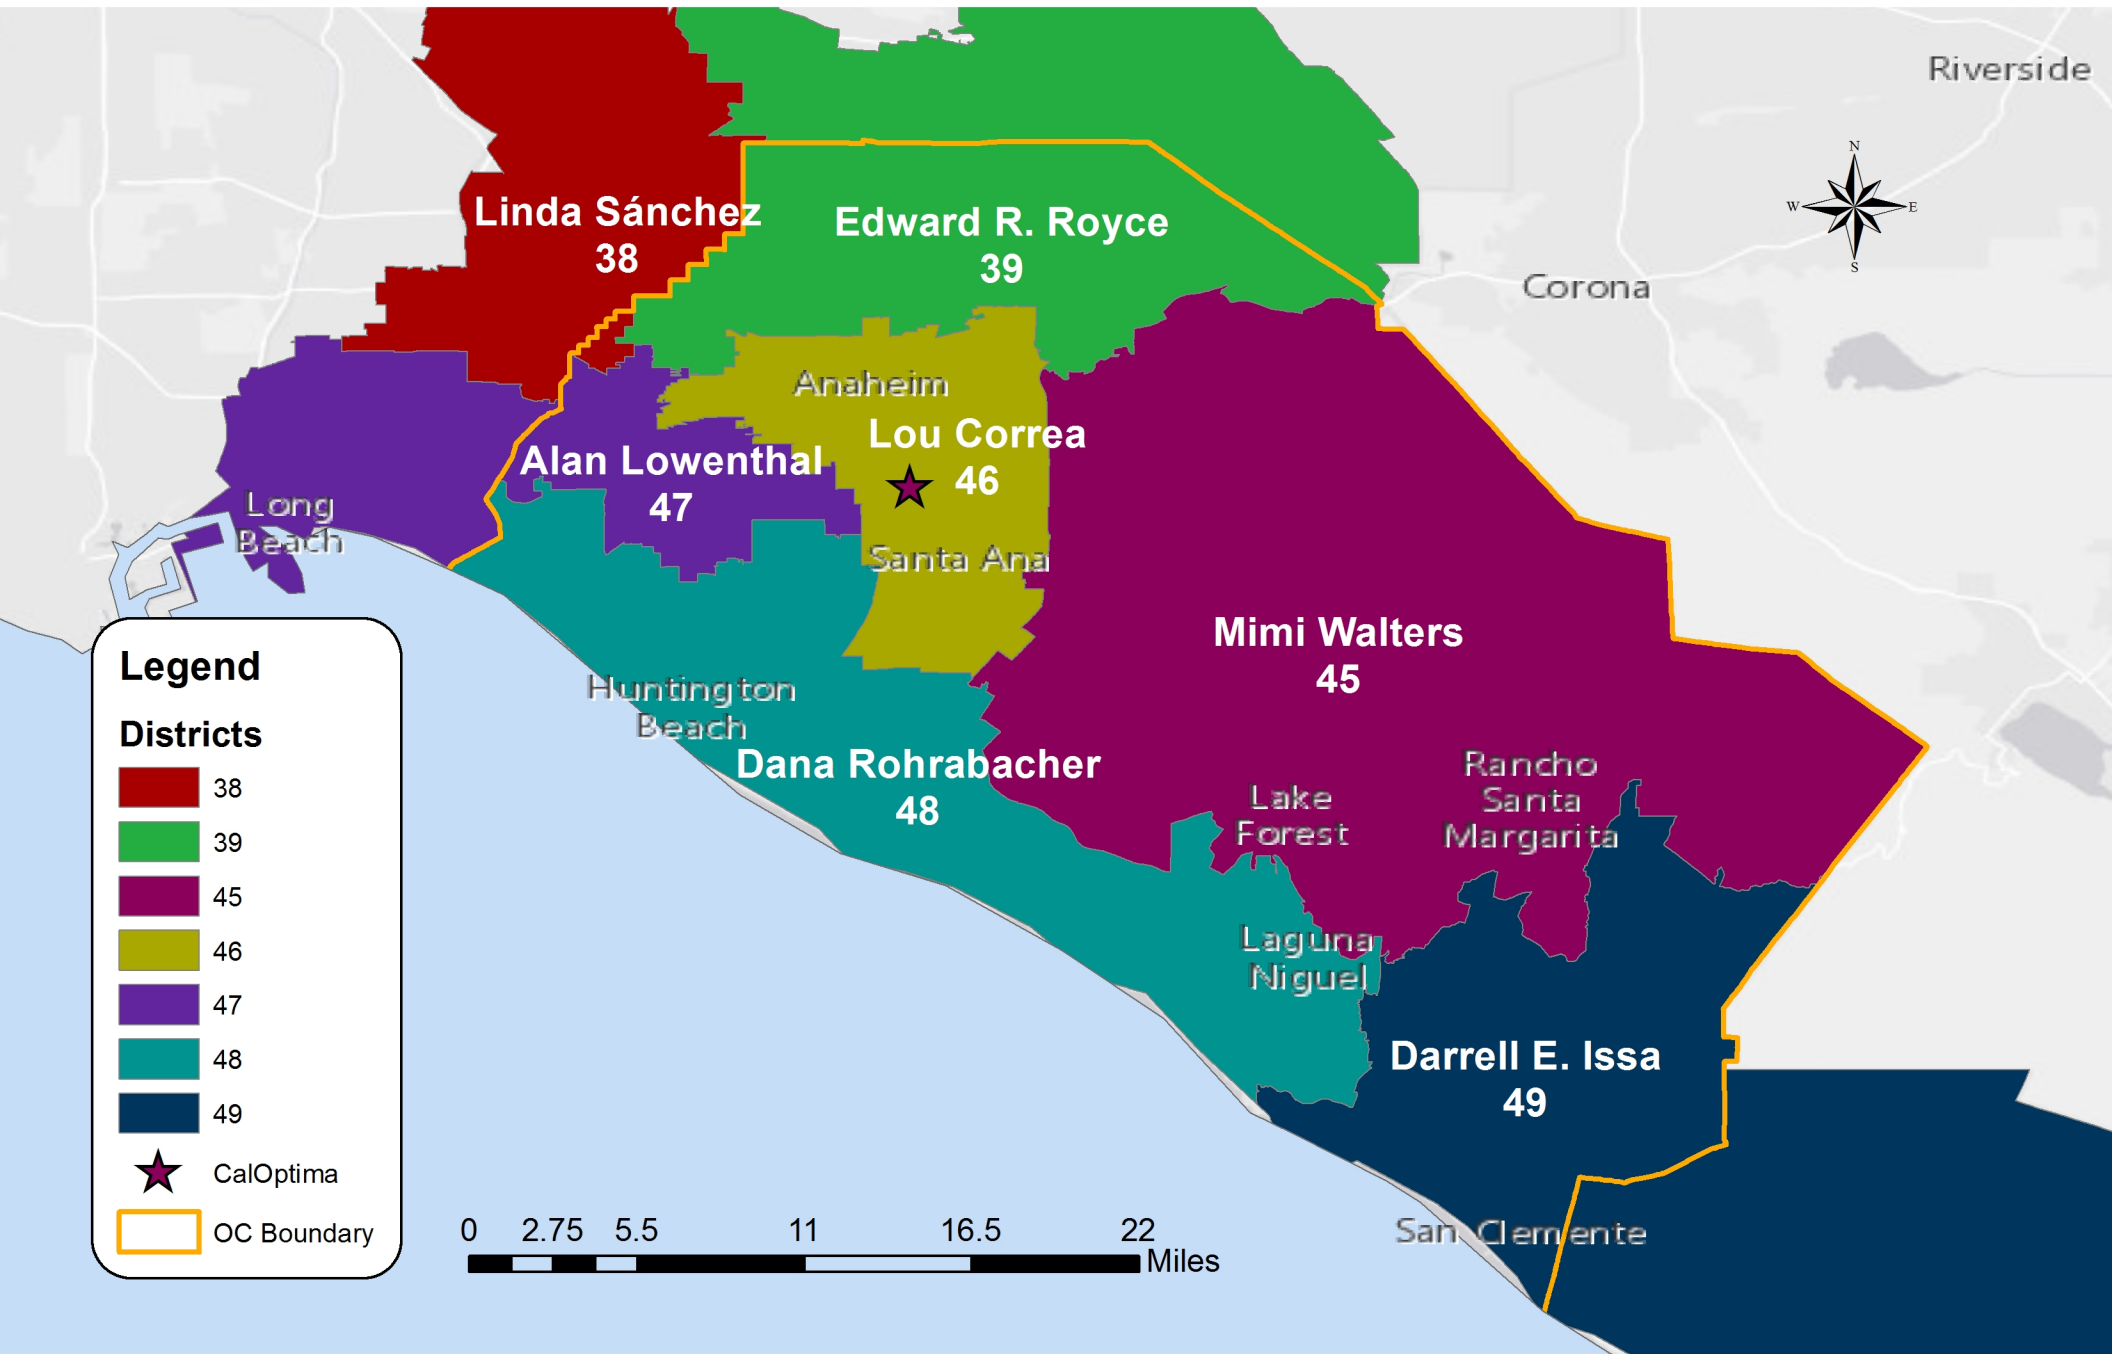 Riverside
N
W
E
S
Linda Sánchez
38
Edward R. Royce
39
Corona
Anaheim
Lou Correa
46
Alan Lowenthal
47
Long
Beach
Santa Ana
Mimi Walters
45
Huntington
Beach
Dana Rohrabacher
48
Lake
Forest
Rancho
Santa
Margarita
Laguna
Niguel
Darrell E. Issa
49
San Clemente
Legend
Districts
38
39
45
46
47
48
49
CalOptima
OC Boundary
0 2.75 5.5 11 16.5 22
Miles